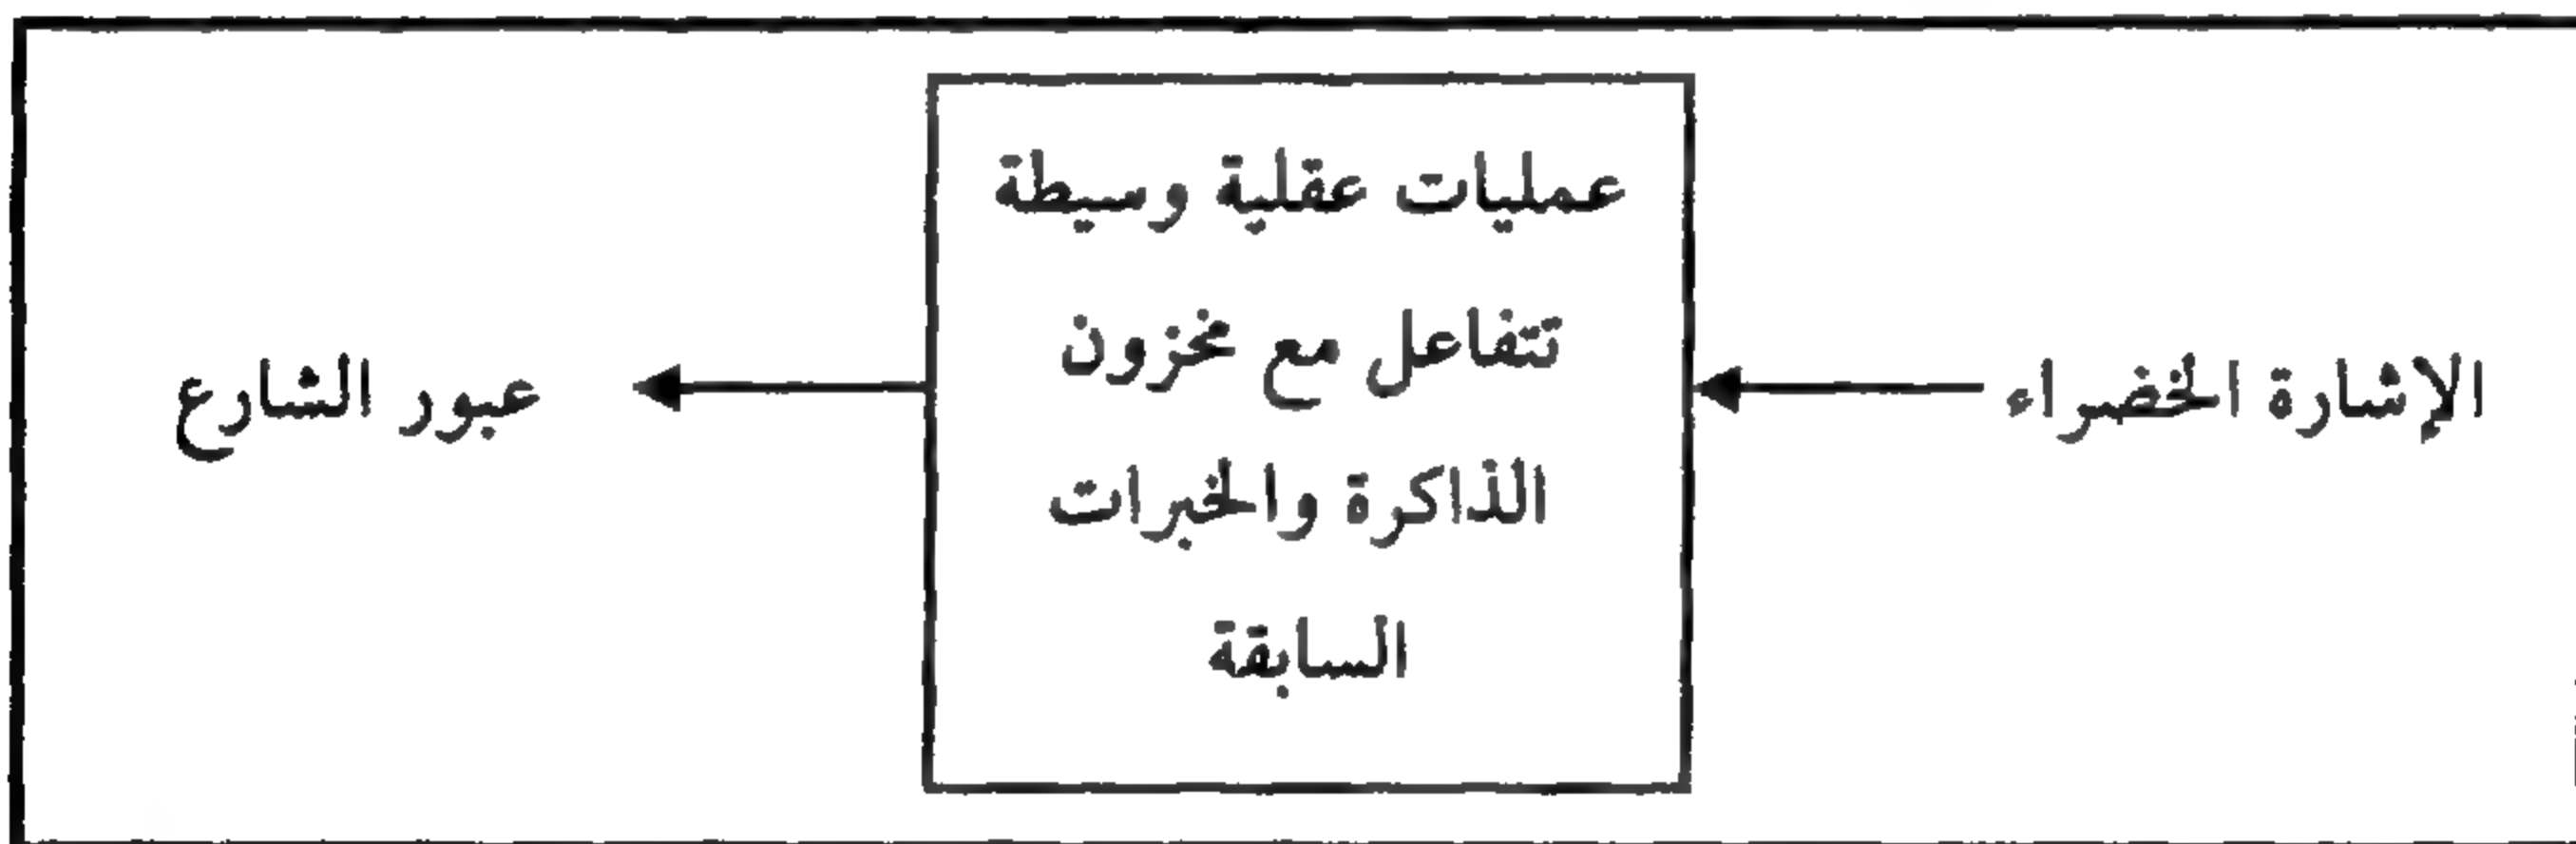 الإشارة الخضراء
عمليات عقلية وسيطة
تتفاعل مع مخزون
الذاكرة والخبرات
السابقة
عبور الشارع